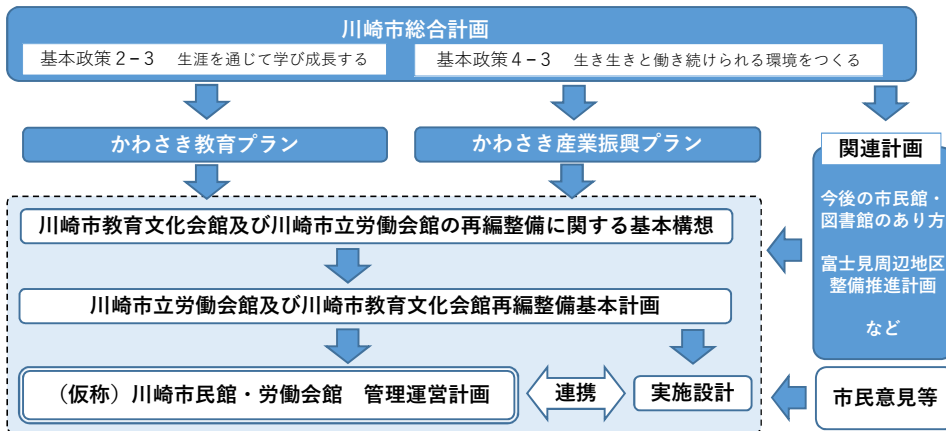 川崎市総合計画
基本政策2－3　生涯を通じて学び成長する
基本政策4－3　生き生きと働き続けられる環境をつくる
かわさき教育プラン
かわさき産業振興プラン
関連計画
今後の市民館・
図書館のあり方
富士見周辺地区
整備推進計画
など
川崎市教育文化会館及び川崎市立労働会館の再編整備に関する基本構想
川崎市立労働会館及び川崎市教育文化会館再編整備基本計画
（仮称）川崎市民館・労働会館　管理運営計画
連携
実施設計
市民意見等